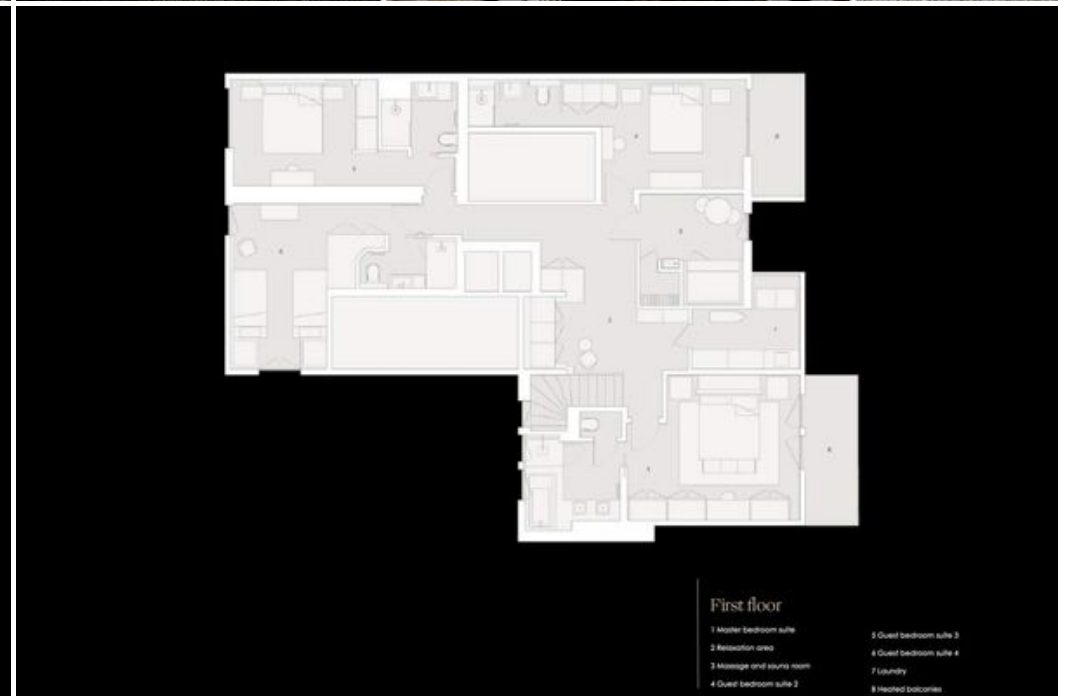 First floor
1 Master bedroom suite
2 Relaxation area
3 Massage and sauna room
4 Guest bedroom suite 2
5 Guest bedroom suite 3
6 Guest bedroom suite 4
7 Laundry
8 Heated balconies